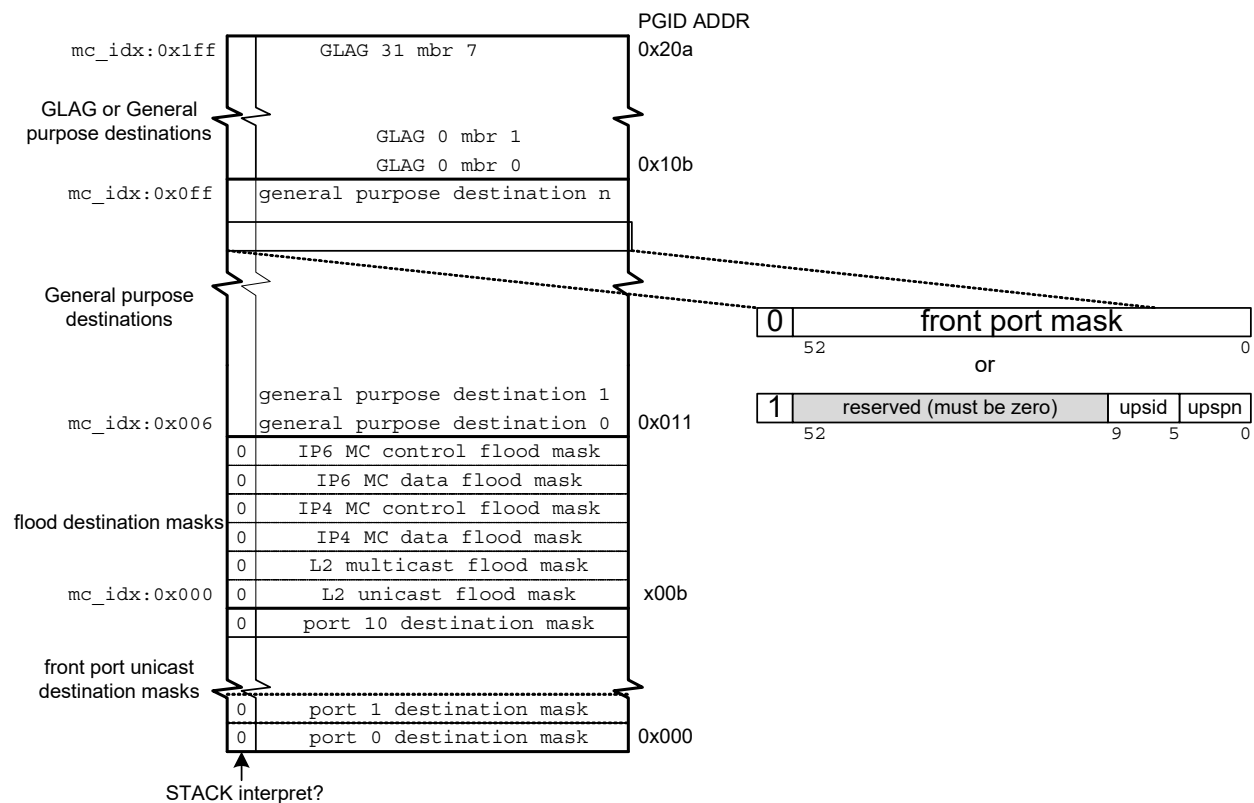 PGID ADDR
mc_idx:0x1ff GLAG 31 mbr 7 0x20a
GLAG or General
purpose destinations
GLAG 0 mbr 1
GLAG 0 mbr 0 0x10b
mc_idx:0x0ff general purpose destination n
General purpose
destinations
0 front port mask
52 0
or
1 reserved (must be zero) upsid upspn
52 9 5 0
general purpose destination 1
mc_idx:0x006 general purpose destination 0 0x011
0 IP6 MC control flood mask
0 IP6 MC data flood mask
0 IP4 MC control flood mask
flood destination masks
0 IP4 MC data flood mask
0 L2 multicast flood mask
mc_idx:0x000 0 L2 unicast flood mask x00b
0 port 10 destination mask
front port unicast
destination masks
0 port 1 destination mask
0 port 0 destination mask 0x000
STACK interpret?